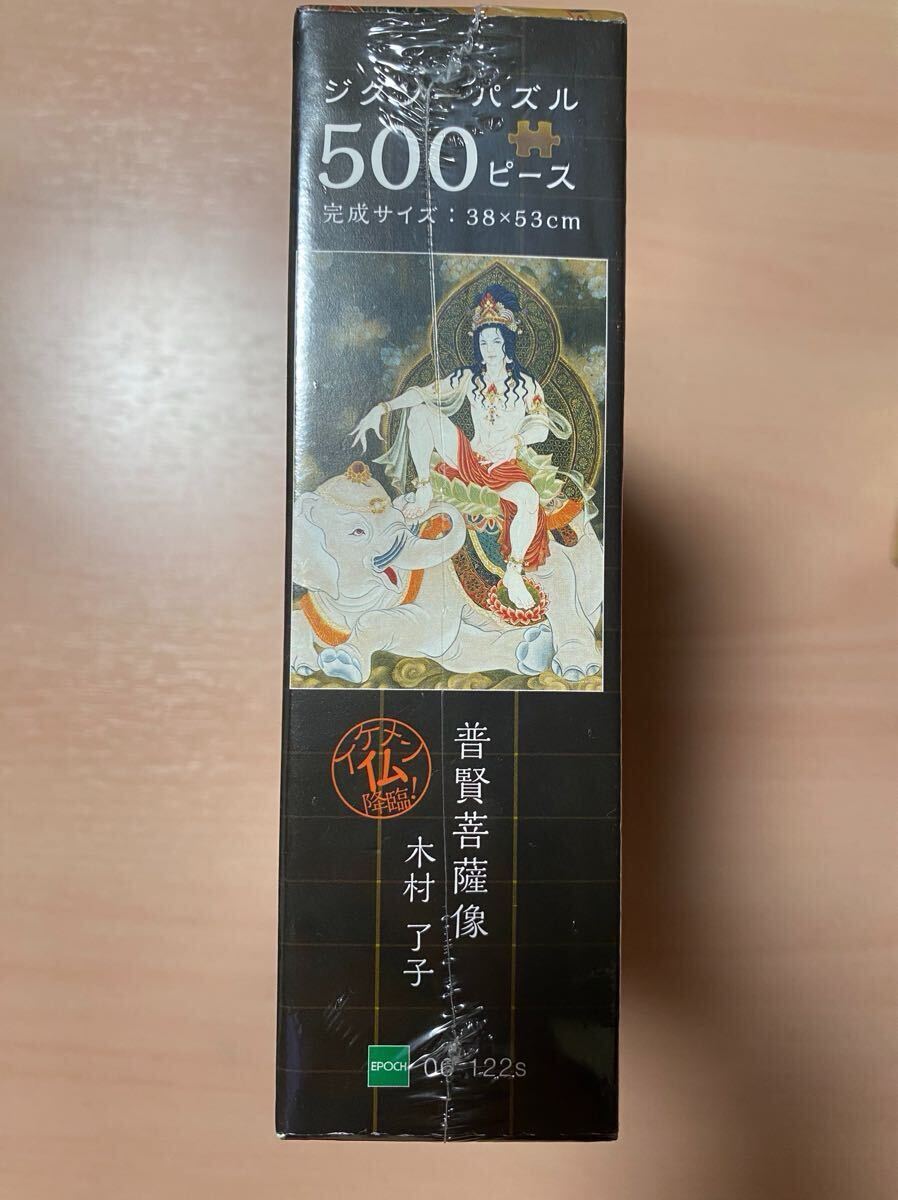 ジグソーパズル
500ピース
完成サイズ：38×53cm
イケメン
仏
降臨！
普賢菩薩像
木村 了子
EPOCH 06-122s